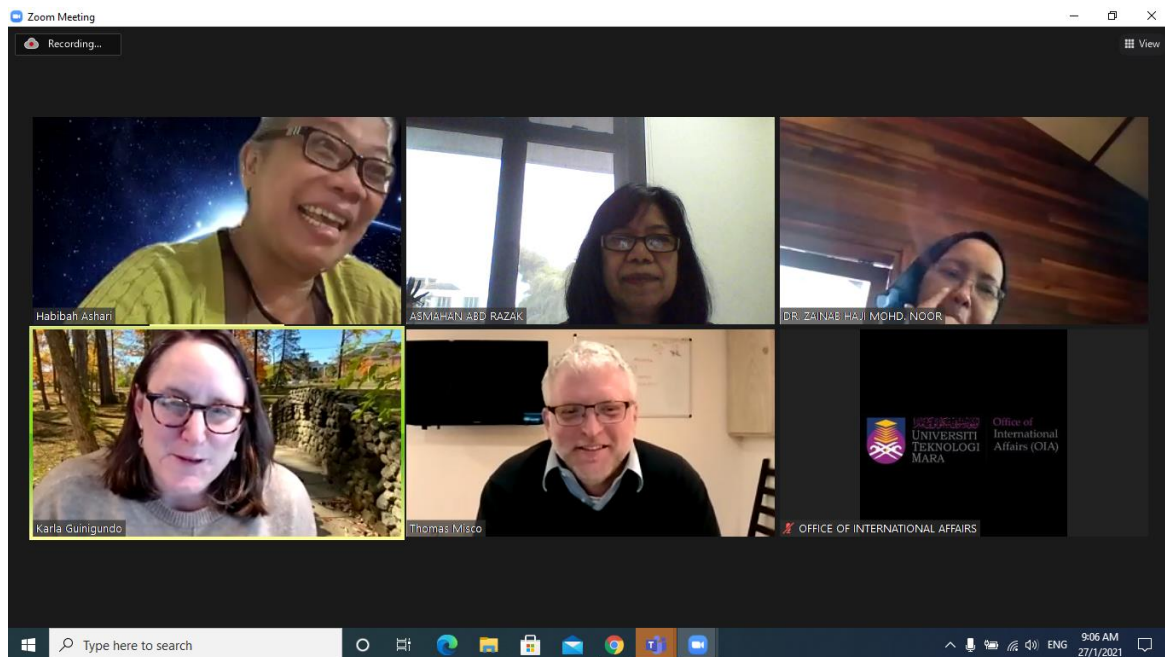 Zoom Meeting
Recording...
View
Habibah Ashari
ASMAHAN ABD RAZAK
DR. ZAINAB HAJI MOHD. NOOR
Karla Guinigundo
Thomas Misco
UNIVERSITI
TEKNOLOGI
MARA
Office of
International
Affairs (OIA)
OFFICE OF INTERNATIONAL AFFAIRS
Type here to search
ENG
9:06 AM
27/1/2021